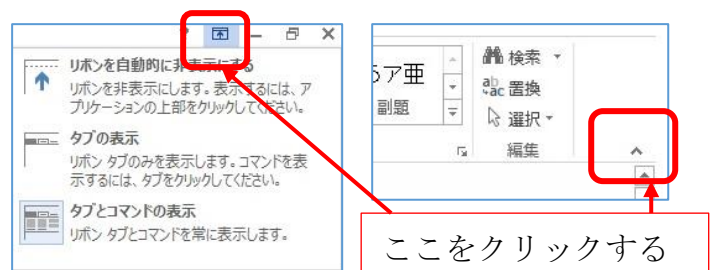 リボンを自動的に非表示にする
リボンを非表示にします。表示するには、ア
プリケーションの上部をクリックしてください。
タブの表示
リボン タブのみを表示します。コマンドを表
示するには、タブをクリックしてください。
タブとコマンドの表示
リボン タブとコマンドを常に表示します。
ア亜
副題
検索
置換
選択
編集
ここをクリックする